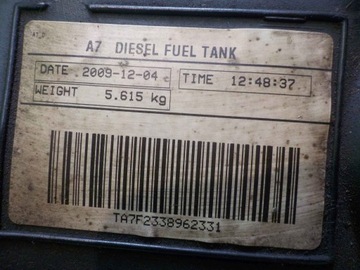 A7 DIESEL FUEL TANK
DATE 2009-12-04 TIME 12:48:37
WEIGHT 5.615 kg
TA7F2338962331